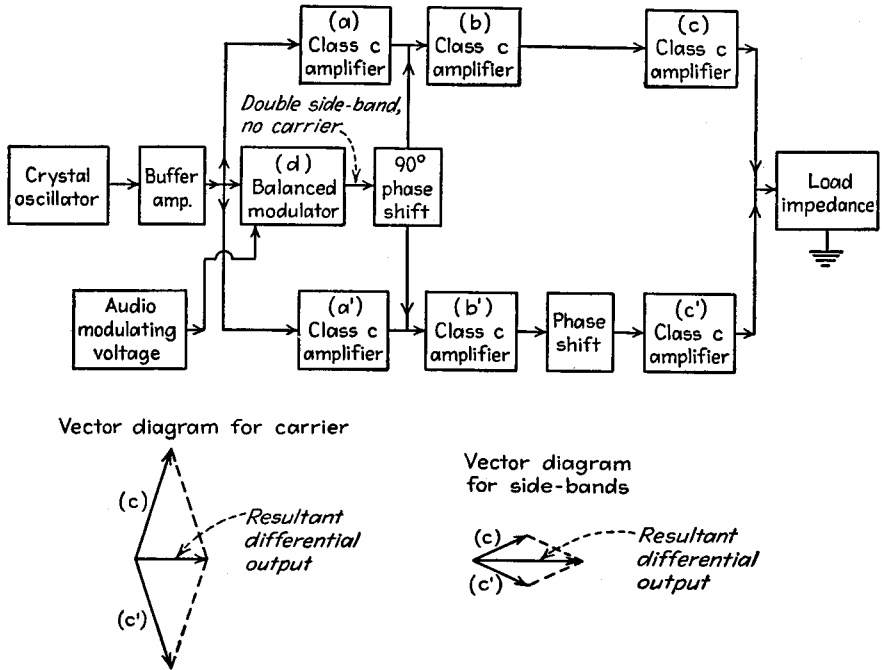 (a)
Class c
amplifier
(b)
Class c
amplifier
(c)
Class c
amplifier
Double side-band,
no carrier
Crystal
oscillator
Buffer
amp.
(d)
Balanced
modulator
90°
phase
shift
Load
impedance
Audio
modulating
voltage
(a')
Class c
amplifier
(b')
Class c
amplifier
Phase
shift
(c')
Class c
amplifier
Vector diagram for carrier
(c)
Resultant
differential
output
(c')
Vector diagram
for side-bands
(c)
(c')
Resultant
differential
output